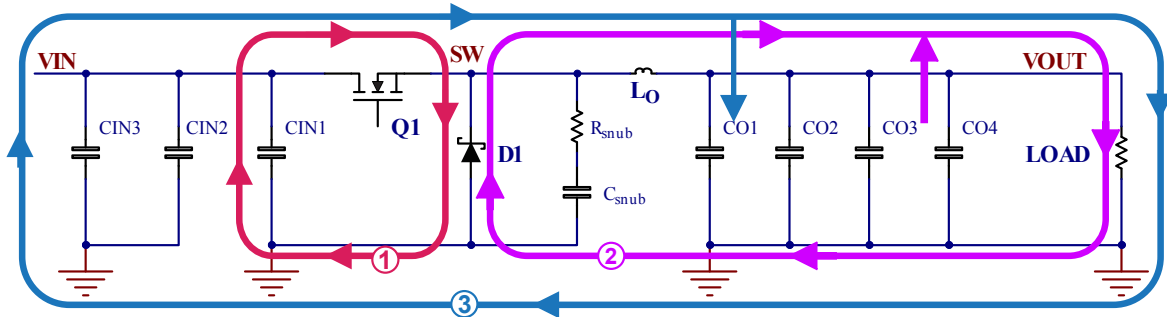 VIN
SW
VOUT
CIN3
CIN2
CIN1
Q1
D1
LO
Rsnub
Csnub
CO1
CO2
CO3
CO4
LOAD
1
2
3